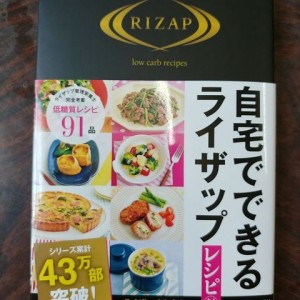 RIZAP
low carb recipes
ライザップ管理栄養士
完全考案
低糖質レシピ
91品
自宅でできる
ライザップ
レシピ
シリーズ累計
43万部
突破!